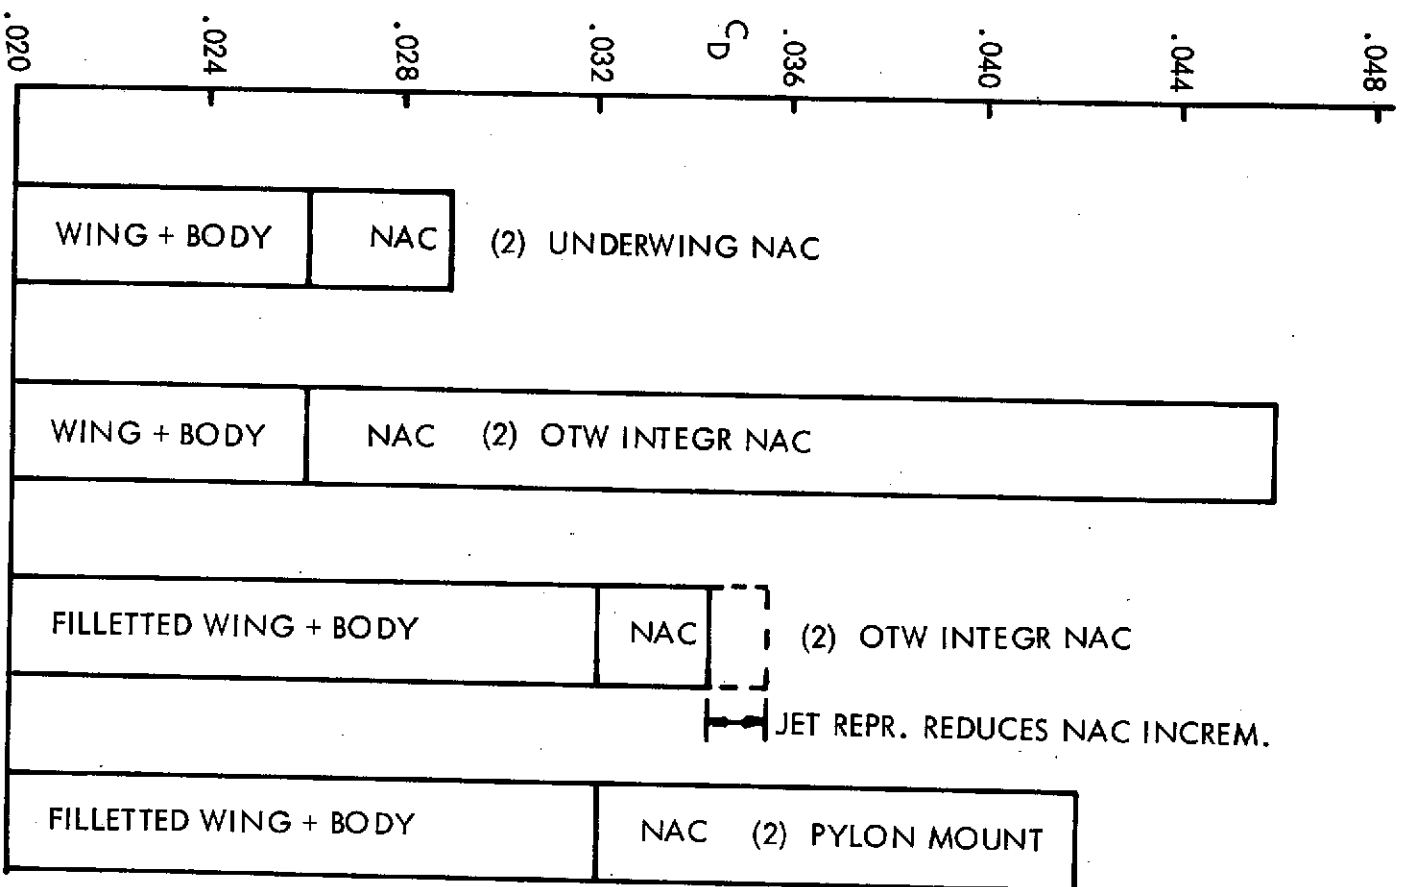 .020
.024
.028
.032
C_D
.036
.040
.044
.048
WING + BODY NAC (2) UNDERWING NAC
WING + BODY NAC (2) OTW INTEGR NAC
FILLETTED WING + BODY NAC (2) OTW INTEGR NAC
JET REPR. REDUCES NAC INCREM.
FILLETTED WING + BODY NAC (2) PYLON MOUNT